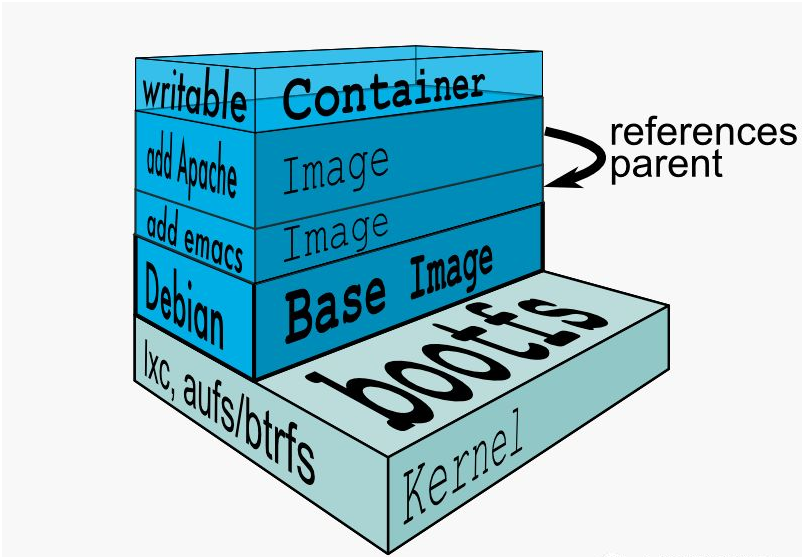 writable Container
add Apache Image
add emacs Image
Debian Base Image
references
parent
bootfs
lxc, aufs/btrfs
Kernel